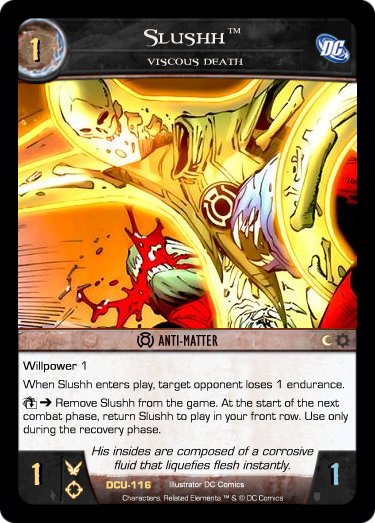 1
SLUSHH™
DC
VISCOUS DEATH
ANTI-MATTER
Willpower 1
When Slushh enters play, target opponent loses 1 endurance.
➔ Remove Slushh from the game. At the start of the next
combat phase, return Slushh to play in your front row. Use only
during the recovery phase.
His insides are composed of a corrosive
fluid that liquefies flesh instantly.
1 DCU-116 Illustrator DC Comics 1
Characters, Related Elements ™ & © DC Comics